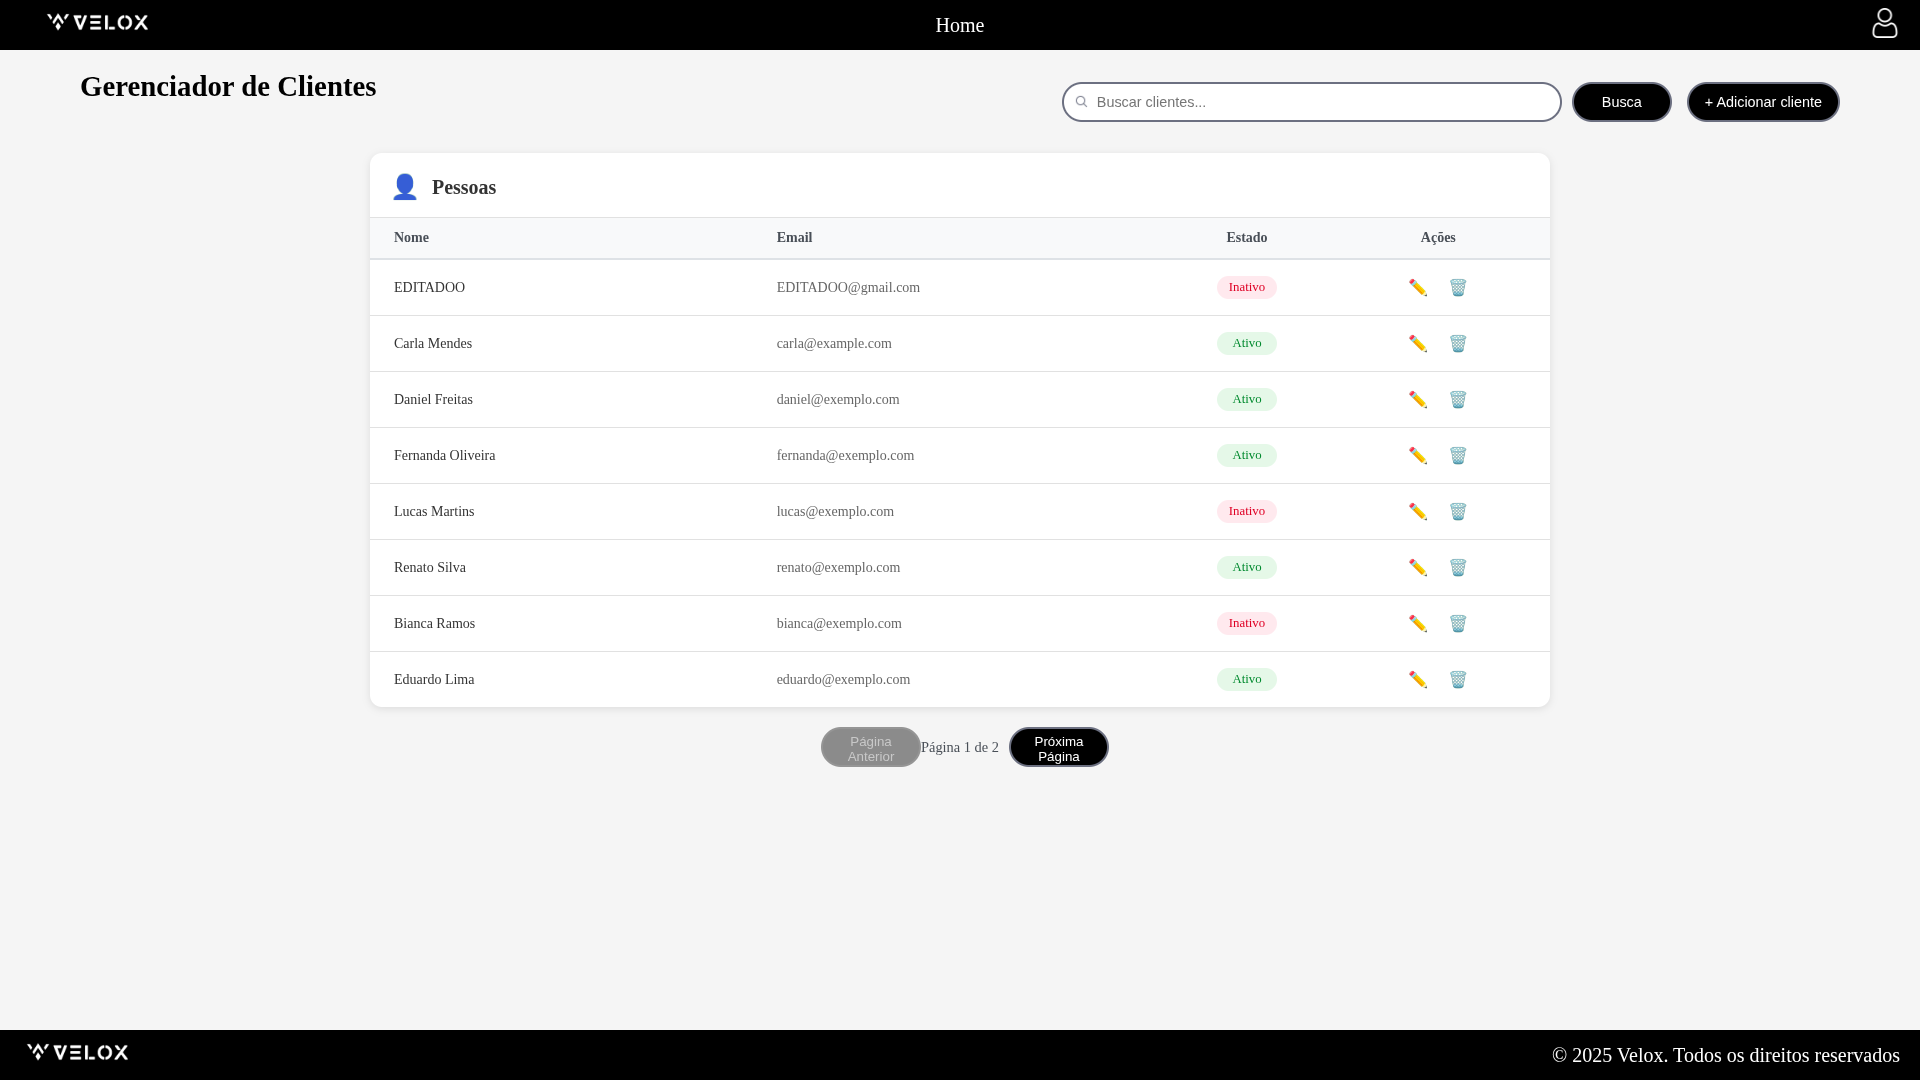 VELOX
Home
Gerenciador de Clientes
Buscar clientes...
Busca
+ Adicionar cliente
Pessoas
Nome Email Estado Ações
EDITADOO EDITADOO@gmail.com Inativo
Carla Mendes carla@example.com Ativo
Daniel Freitas daniel@exemplo.com Ativo
Fernanda Oliveira fernanda@exemplo.com Ativo
Lucas Martins lucas@exemplo.com Inativo
Renato Silva renato@exemplo.com Ativo
Bianca Ramos bianca@exemplo.com Inativo
Eduardo Lima eduardo@exemplo.com Ativo
Página
Anterior
Página 1 de 2
Próxima
Página
VELOX
© 2025 Velox. Todos os direitos reservados